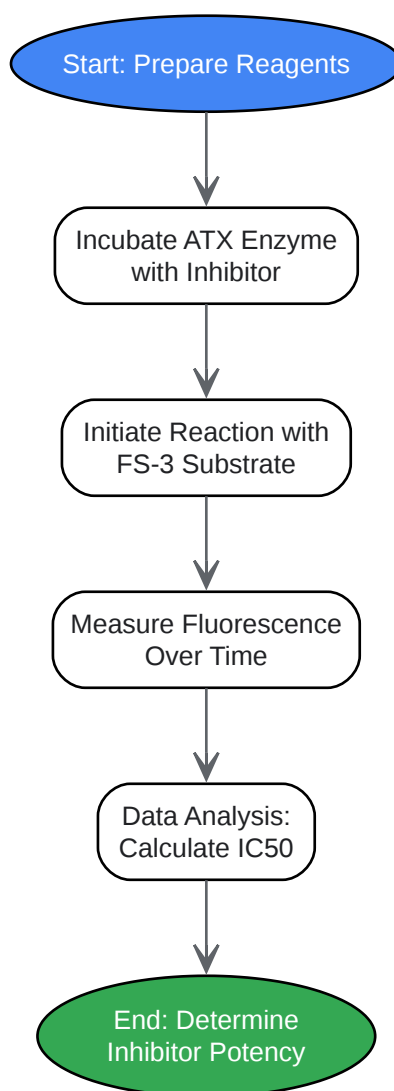 Start: Prepare Reagents
Incubate ATX Enzyme
with Inhibitor
Initiate Reaction with
FS-3 Substrate
Measure Fluorescence
Over Time
Data Analysis:
Calculate IC50
End: Determine
Inhibitor Potency